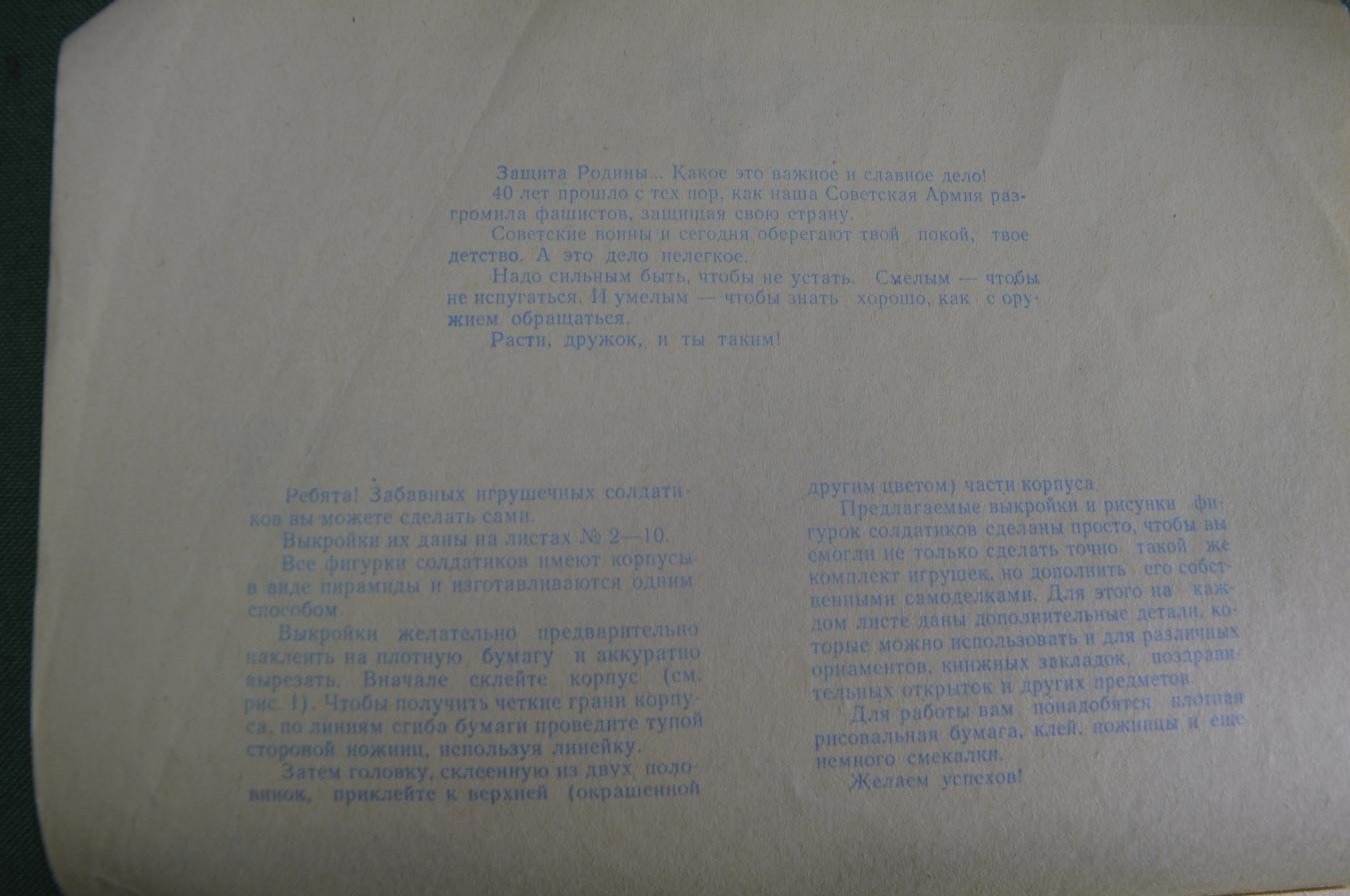 Защита Родины... Какое это важное и славное дело!
40 лет прошло с тех пор, как наша Советская Армия раз-
громила фашистов, защищая свою страну.
Советские воины и сегодня оберегают твой покой, твое
детство. А это дело нелегкое.
Надо сильным быть, чтобы не устать. Смелым — чтобы
не испугаться. И умелым — чтобы знать хорошо, как с ору-
жием обращаться.
Расти, дружок, и ты таким!
Ребята! Забавных игрушечных солдати-
ков вы можете сделать сами.
Выкройки их даны на листах № 2—10.
Все фигурки солдатиков имеют корпусы
в виде пирамиды и изготавливаются одним
способом.
Выкройки желательно предварительно
наклеить на плотную бумагу и аккуратно
вырезать. Вначале склейте корпус (см.
рис. 1). Чтобы получить четкие грани корпу-
са, по линиям сгиба бумаги проведите тупой
стороной ножниц, используя линейку.
Затем головку, склеенную из двух поло-
винок, приклейте к верхней (окрашенной
другим цветом) части корпуса
Предлагаемые выкройки и рисунки фи-
гурок солдатиков сделаны просто, чтобы вы
смогли не только сделать точно такой же
комплект игрушек, но дополнить его собст-
венными самоделками. Для этого на каж-
дом листе даны дополнительные детали, ко-
торые можно использовать и для различных
орнаментов, книжных закладок, поздрави-
тельных открыток и других предметов.
Для работы вам понадобятся плотная
рисовальная бумага, клей, ножницы и еще
немного смекалки.
Желаем успехов!